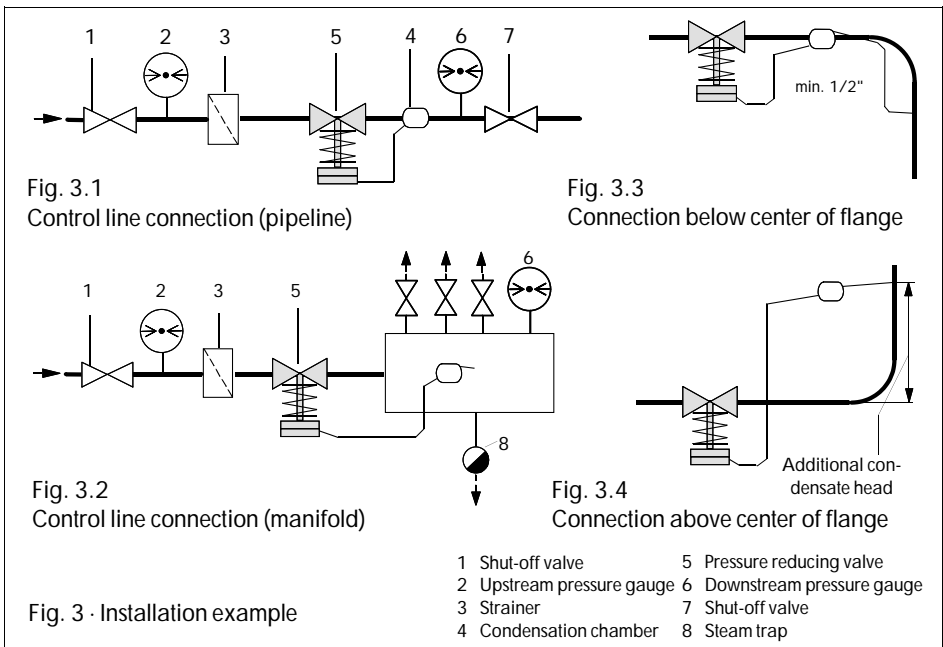 1 2 3 5 4 6 7
min. 1/2"
Fig. 3.1
Control line connection (pipeline)
Fig. 3.3
Connection below center of flange
1 2 3 5 6
8
Fig. 3.2
Control line connection (manifold)
Additional con-
densate head
Fig. 3.4
Connection above center of flange
1 Shut-off valve
2 Upstream pressure gauge
3 Strainer
4 Condensation chamber
5 Pressure reducing valve
6 Downstream pressure gauge
7 Shut-off valve
8 Steam trap
Fig. 3 · Installation example